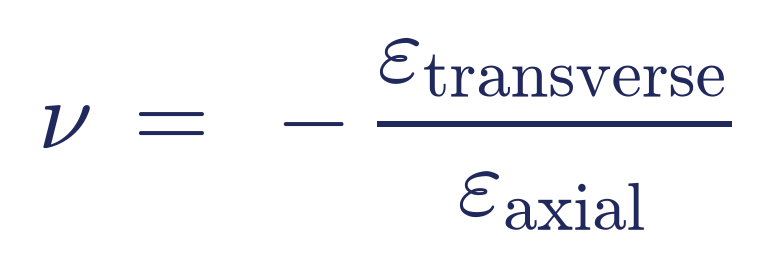 ν = − ε_transverse / ε_axial